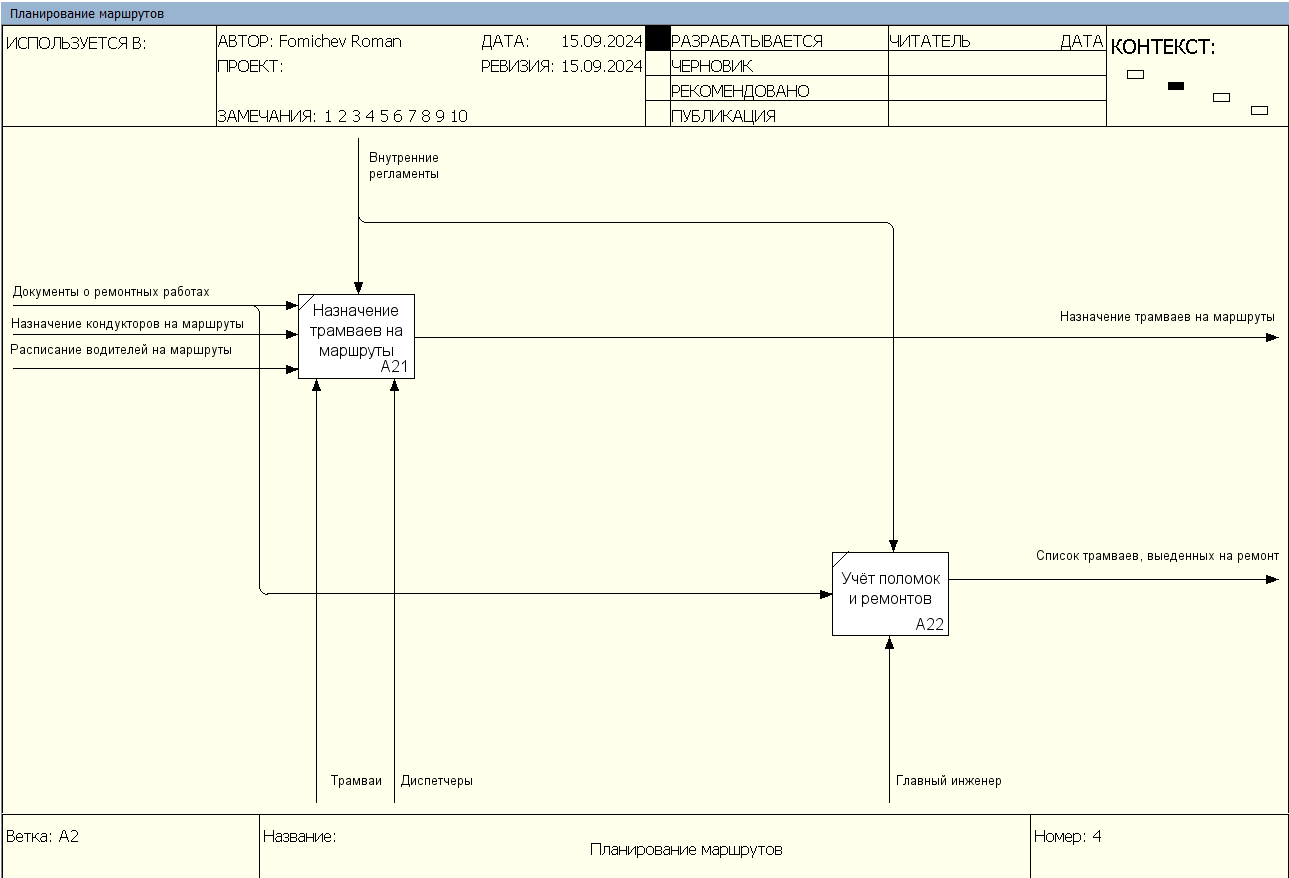 Планирование маршрутов
ИСПОЛЬЗУЕТСЯ В:
АВТОР: Fomichev Roman
ДАТА: 15.09.2024
ПРОЕКТ:
РЕВИЗИЯ: 15.09.2024
ЗАМЕЧАНИЯ: 1 2 3 4 5 6 7 8 9 10
РАЗРАБАТЫВАЕТСЯ
ЧЕРНОВИК
РЕКОМЕНДОВАНО
ПУБЛИКАЦИЯ
ЧИТАТЕЛЬ ДАТА
КОНТЕКСТ:
Внутренние
регламенты
Документы о ремонтных работах
Назначение кондукторов на маршруты
Расписание водителей на маршруты
Назначение
трамваев на
маршруты
A21
Назначение трамваев на маршруты
Список трамваев, выеденных на ремонт
Учёт поломок
и ремонтов
A22
Трамваи
Диспетчеры
Главный инженер
Ветка: A2
Название:
Планирование маршрутов
Номер: 4